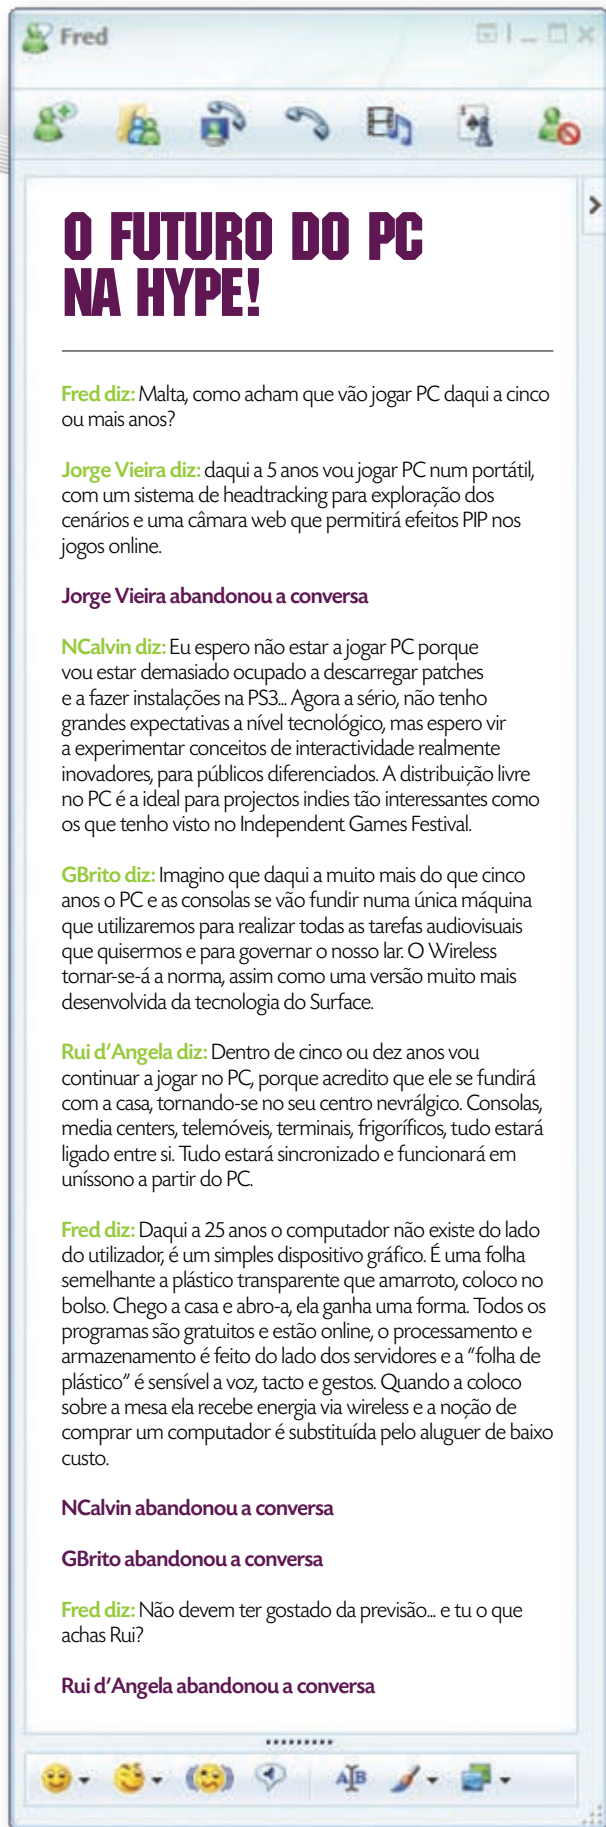 Fred
O FUTURO DO PC
NA HYPE!
Fred diz: Malta, como acham que vão jogar PC daqui a cinco
ou mais anos?
Jorge Vieira diz: daqui a 5 anos vou jogar PC num portátil,
com um sistema de headtracking para exploração dos
cenários e uma câmara web que permitirá efeitos PIP nos
jogos online.
Jorge Vieira abandonou a conversa
NCalvin diz: Eu espero não estar a jogar PC porque
vou estar demasiado ocupado a descarregar patches
e a fazer instalações na PS3... Agora a sério, não tenho
grandes expectativas a nível tecnológico, mas espero vir
a experimentar conceitos de interactividade realmente
inovadores, para públicos diferenciados. A distribuição livre
no PC é a ideal para projectos indies tão interessantes como
os que tenho visto no Independent Games Festival.
GBrito diz: Imagino que daqui a muito mais do que cinco
anos o PC e as consolas se vão fundir numa única máquina
que utilizaremos para realizar todas as tarefas audiovisuais
que quisermos e para governar o nosso lar. O Wireless
tornar-se-á a norma, assim como uma versão muito mais
desenvolvida da tecnologia do Surface.
Rui d'Angela diz: Dentro de cinco ou dez anos vou
continuar a jogar no PC, porque acredito que ele se fundirá
com a casa, tornando-se no seu centro nevrálgico. Consolas,
media centers, telemóveis, terminais, frigoríficos, tudo estará
ligado entre si. Tudo estará sincronizado e funcionará em
uníssono a partir do PC.
Fred diz: Daqui a 25 anos o computador não existe do lado
do utilizador, é um simples dispositivo gráfico. É uma folha
semelhante a plástico transparente que amarroto, coloco no
bolso. Chego a casa e abro-a, ela ganha uma forma. Todos os
programas são gratuitos e estão online, o processamento e
armazenamento é feito do lado dos servidores e a "folha de
plástico" é sensível a voz, tacto e gestos. Quando a coloco
sobre a mesa ela recebe energia via wireless e a noção de
comprar um computador é substituída pelo aluguer de baixo
custo.
NCalvin abandonou a conversa
GBrito abandonou a conversa
Fred diz: Não devem ter gostado da previsão... e tu o que
achas Rui?
Rui d'Angela abandonou a conversa
AB